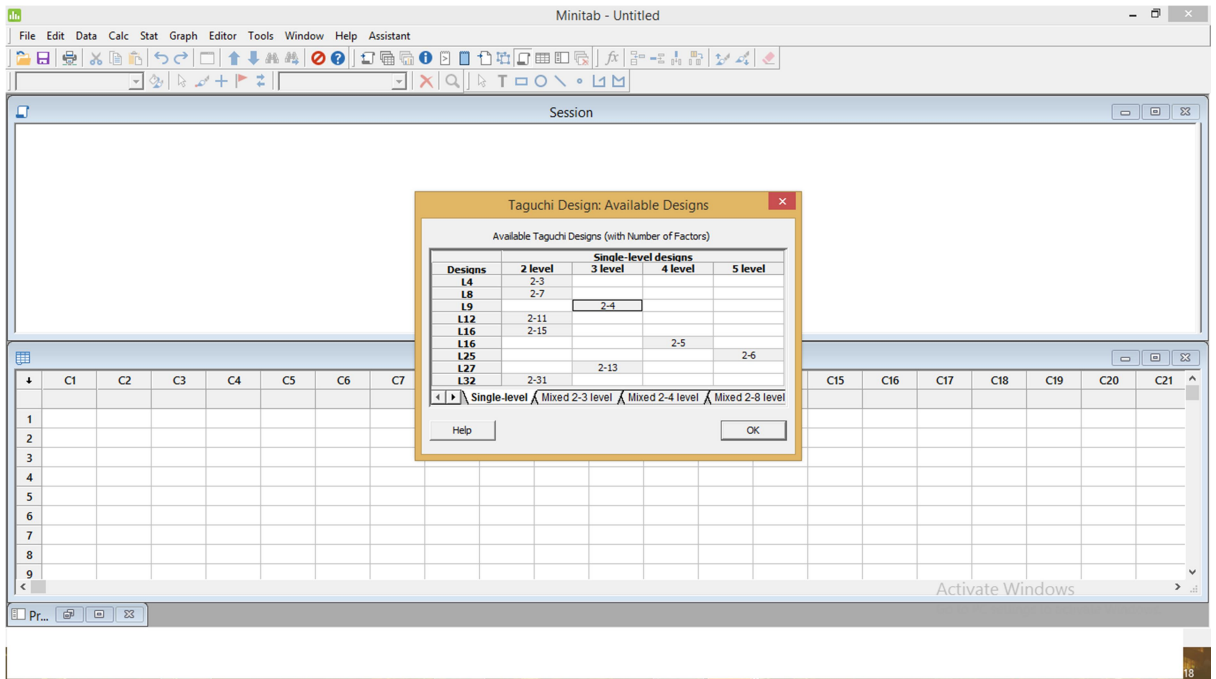 Minitab - Untitled
File Edit Data Calc Stat Graph Editor Tools Window Help Assistant
Session
Taguchi Design: Available Designs
Available Taguchi Designs (with Number of Factors)
Single-level designs
Designs 2 level 3 level 4 level 5 level
L4 2-3
L8 2-7
L9 2-4
L12 2-11
L16 2-15
L16 2-5
L25 2-6
L27 2-13
L32 2-31
Single-level Mixed 2-3 level Mixed 2-4 level Mixed 2-8 level
Help OK
C1 C2 C3 C4 C5 C6 C7 C15 C16 C17 C18 C19 C20 C21
1
2
3
4
5
6
7
8
9
Activate Windows
Pr...
18